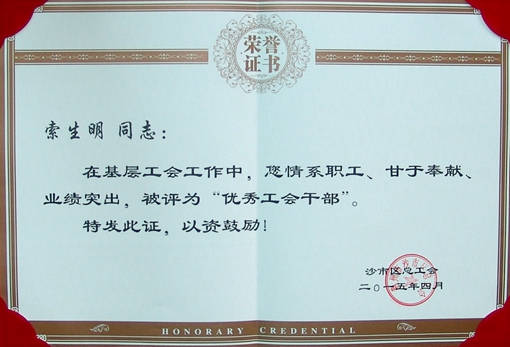 荣誉
证书
索生明 同志：
在基层工会工作中，您情系职工、甘于奉献、
业绩突出，被评为“优秀工会干部”。
特发此证，以资鼓励！
沙市区总工会
二○一五年四月
HONORARY CREDENTIAL